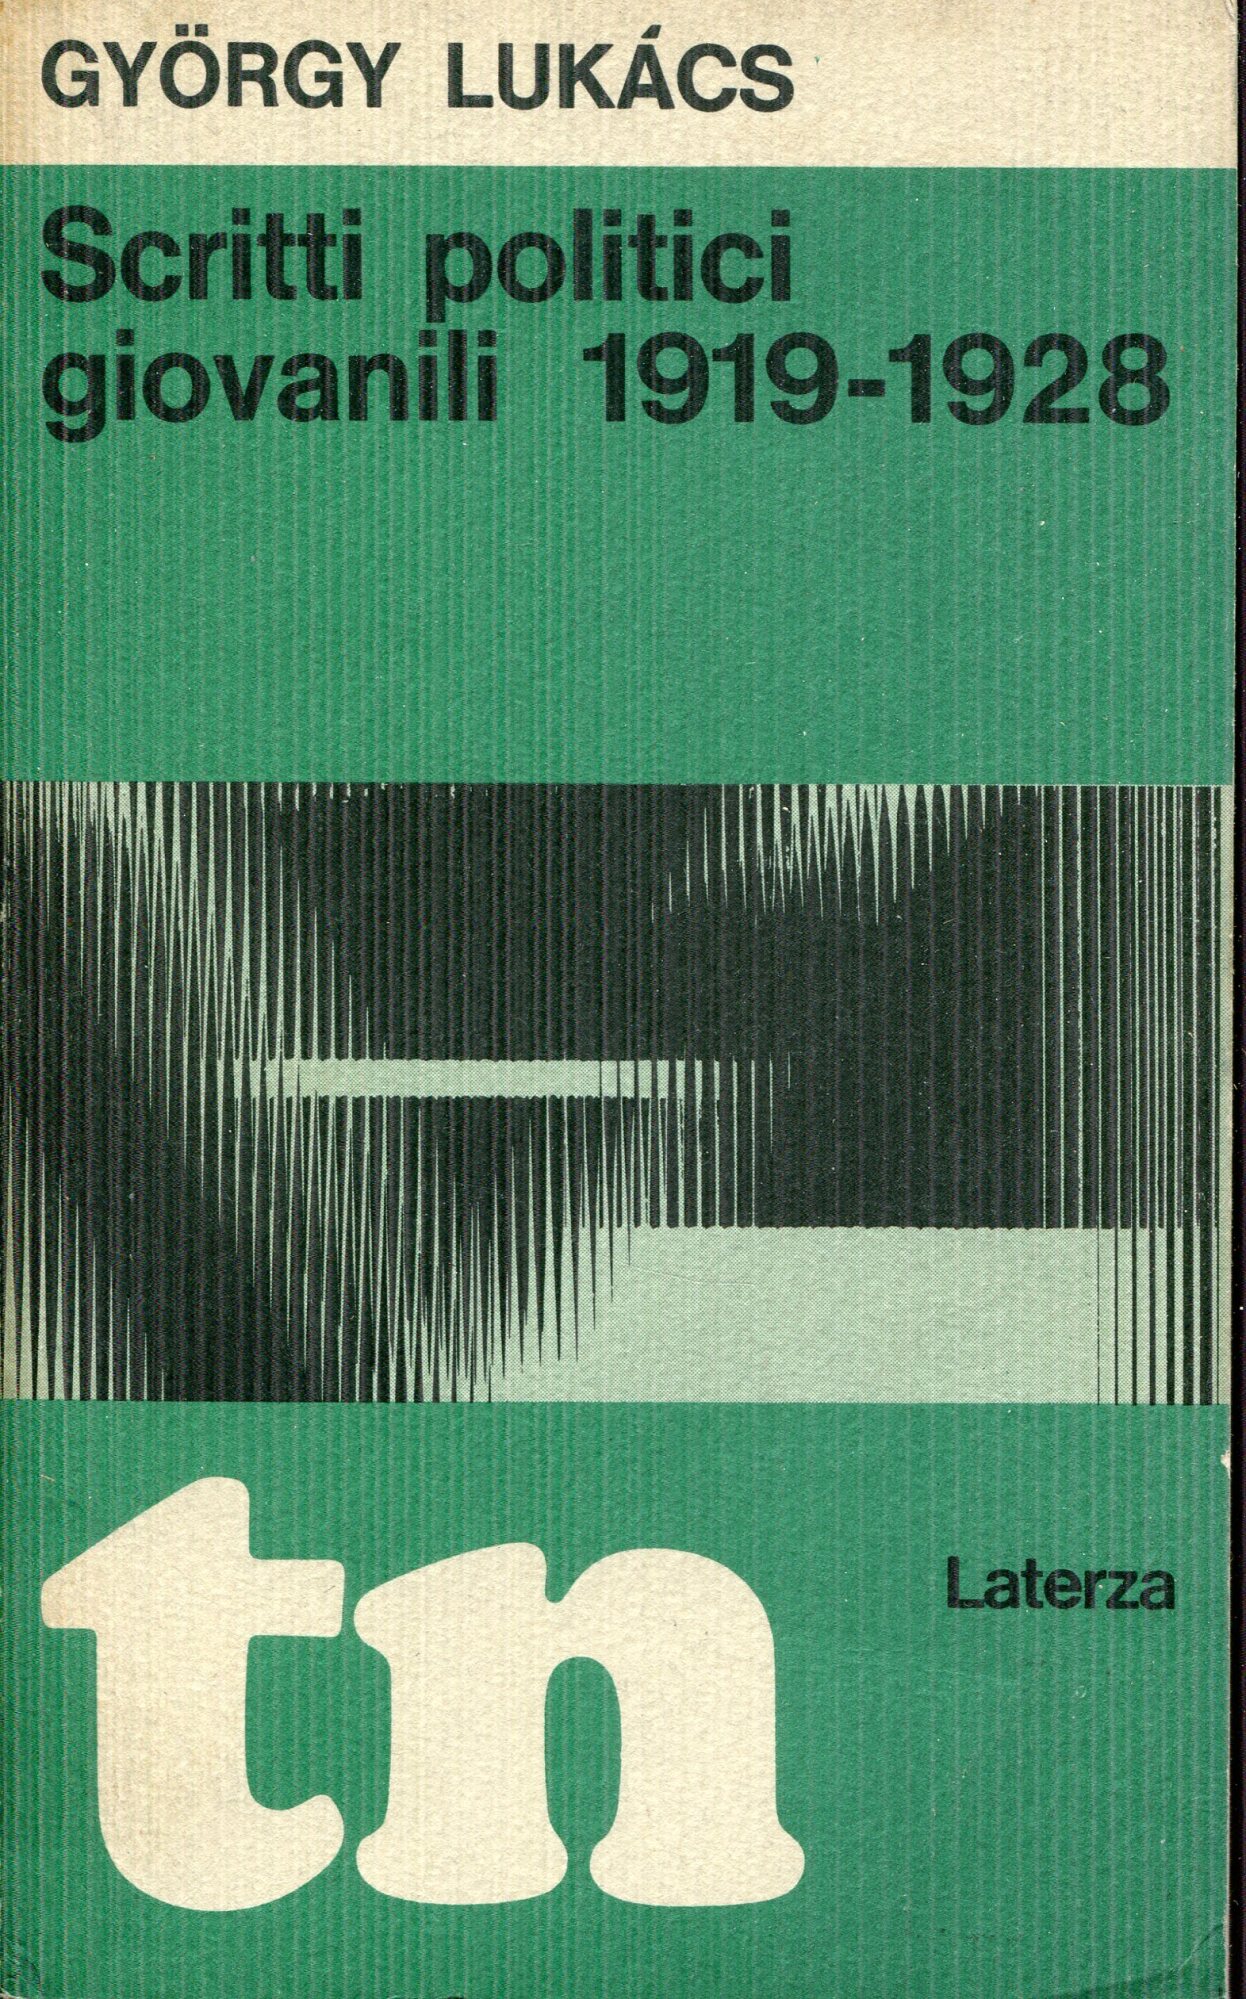 GYÖRGY LUKÁCS
Scritti politici
giovanili 1919-1928
tn
Laterza